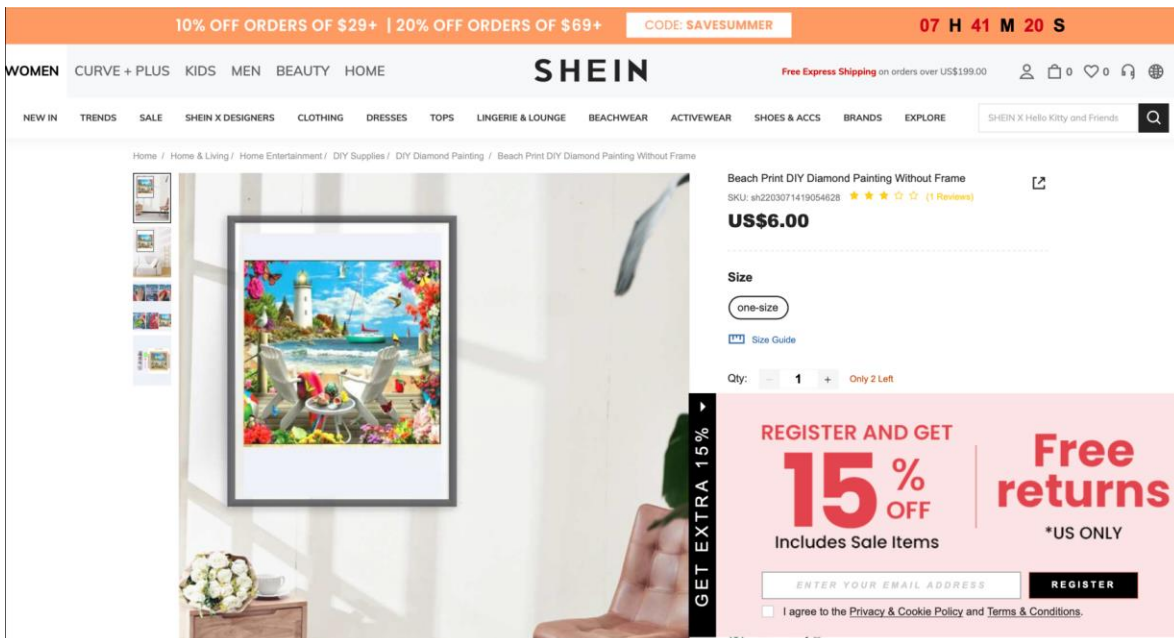 10% OFF ORDERS OF $29+ | 20% OFF ORDERS OF $69+ CODE: SAVESUMMER 07 H 41 M 20 S
WOMEN CURVE + PLUS KIDS MEN BEAUTY HOME SHEIN Free Express Shipping on orders over US$199.00 0 0
NEW IN TRENDS SALE SHEIN X DESIGNERS CLOTHING DRESSES TOPS LINGERIE & LOUNGE BEACHWEAR ACTIVEWEAR SHOES & ACCS BRANDS EXPLORE SHEIN X Hello Kitty and Friends
Home / Home & Living / Home Entertainment / DIY Supplies / DIY Diamond Painting / Beach Print DIY Diamond Painting Without Frame
Beach Print DIY Diamond Painting Without Frame
SKU: sh2203071419054628 (1 Reviews)
US$6.00
Size
one-size
Size Guide
Qty: - 1 + Only 2 Left
GET EXTRA 15%
REGISTER AND GET
15% OFF
Includes Sale Items
Free
returns
*US ONLY
ENTER YOUR EMAIL ADDRESS REGISTER
I agree to the Privacy & Cookie Policy and Terms & Conditions.